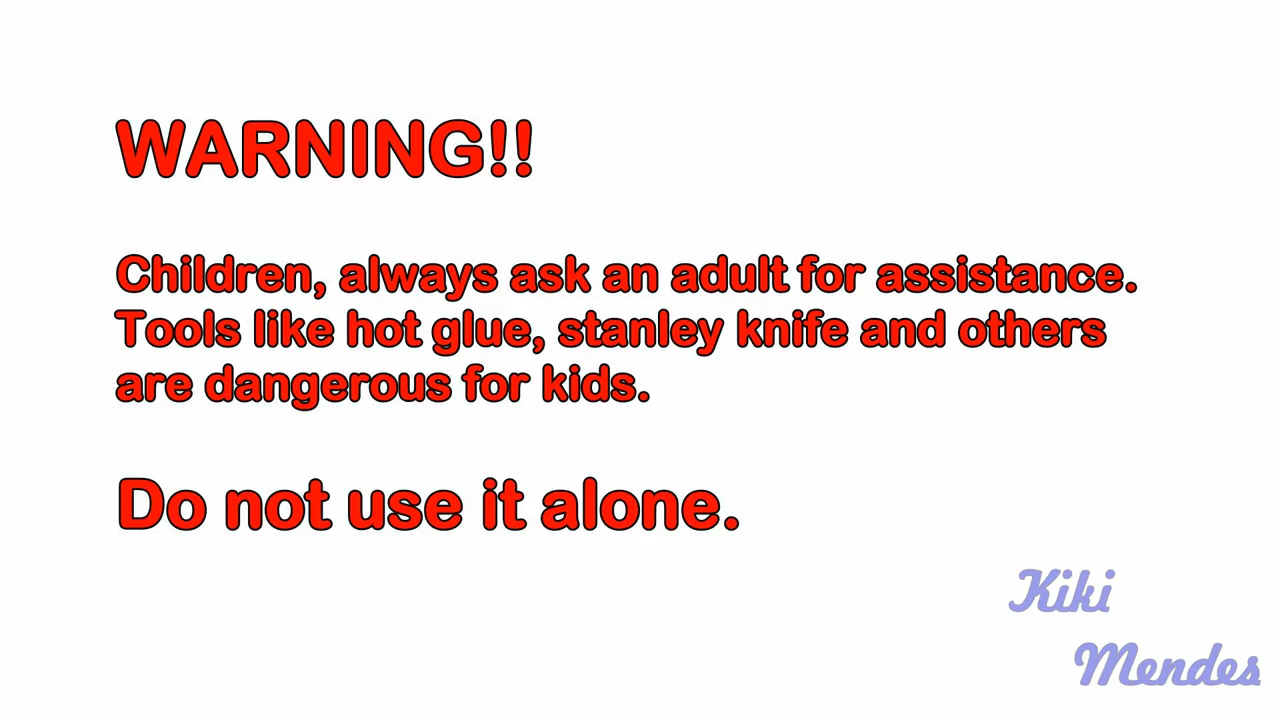 WARNING!!
Children, always ask an adult for assistance.
Tools like hot glue, stanley knife and others
are dangerous for kids.
Do not use it alone.
Kiki
Mendes